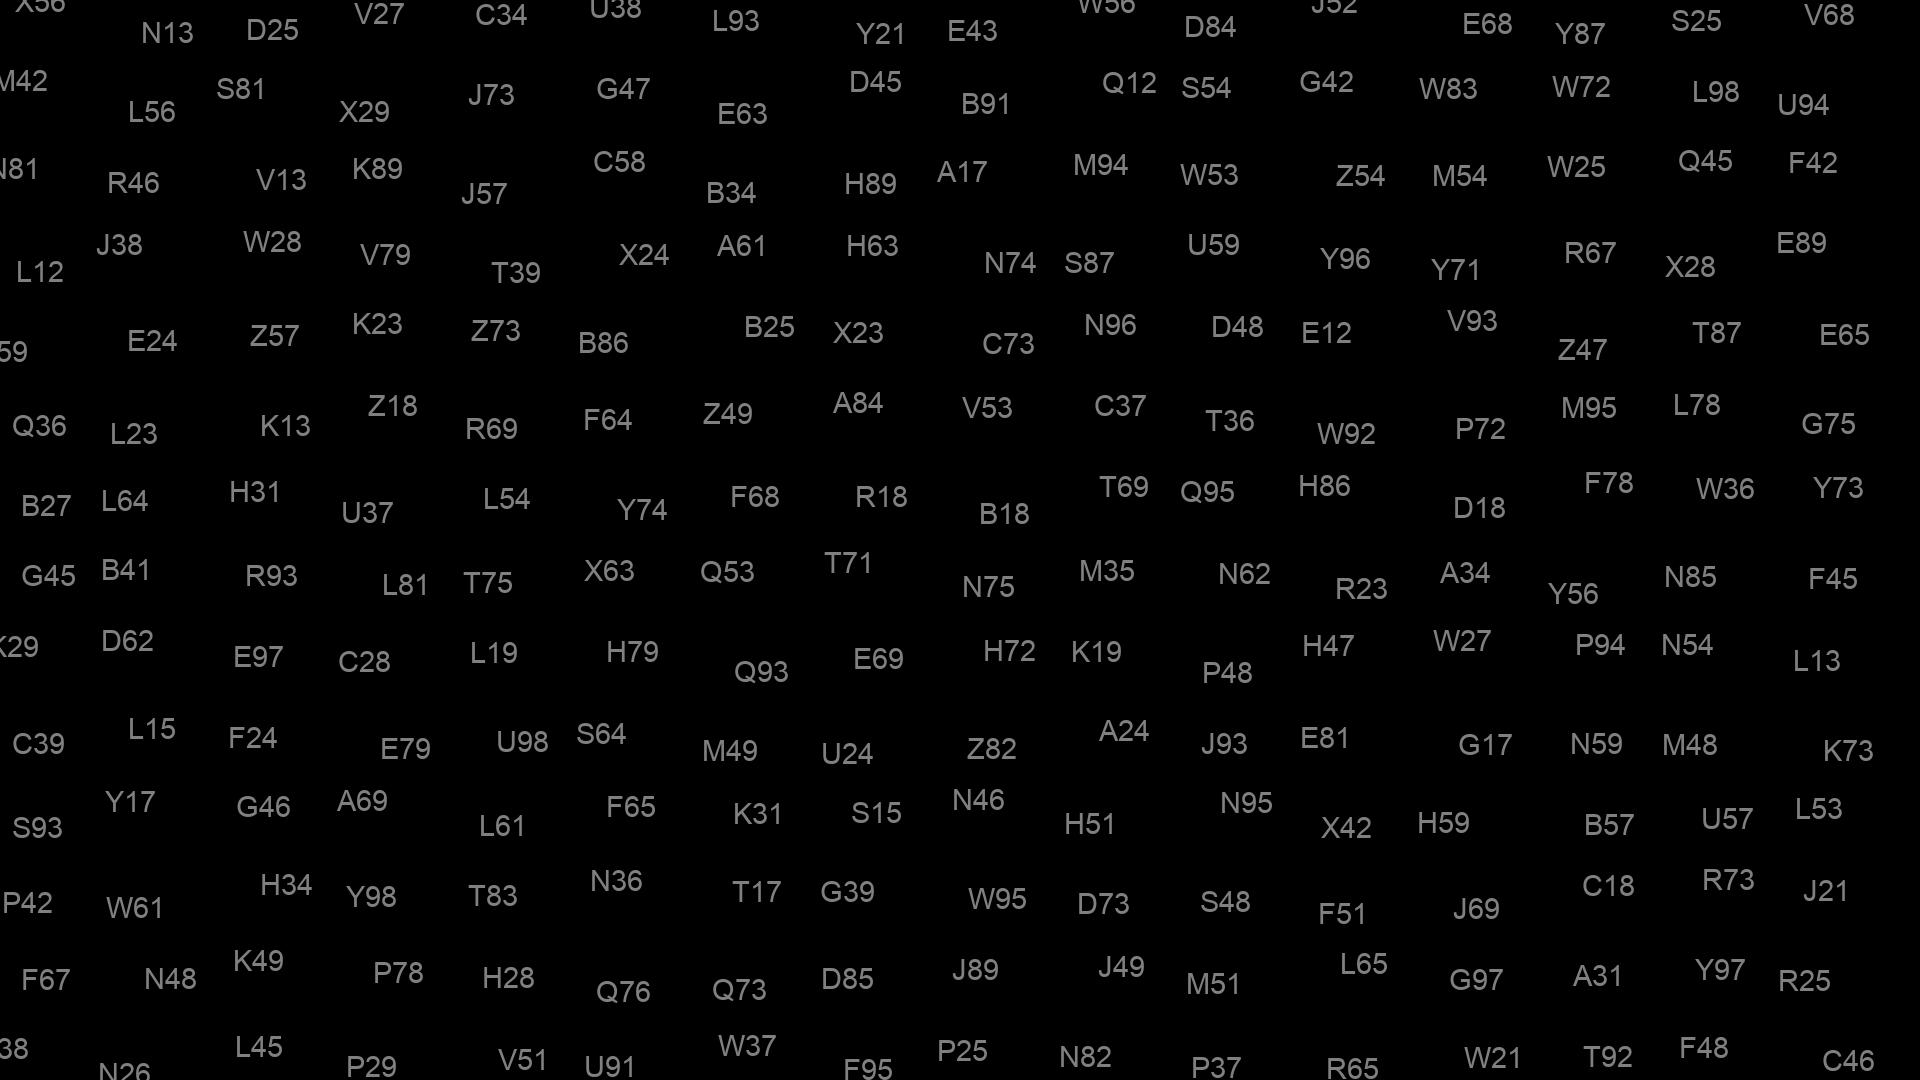 X56 N13 D25 V27 C34 U38 L93 Y21 E43 W56 D84 J52 E68 Y87 S25 V68
M42 L56 S81 X29 J73 G47 E63 D45 B91 Q12 S54 G42 W83 W72 L98 U94
N81 R46 V13 K89 J57 C58 B34 H89 A17 M94 W53 Z54 M54 W25 Q45 F42
L12 J38 W28 V79 T39 X24 A61 H63 N74 S87 U59 Y96 Y71 R67 X28 E89
59 E24 Z57 K23 Z73 B86 B25 X23 C73 N96 D48 E12 V93 Z47 T87 E65
Q36 L23 K13 Z18 R69 F64 Z49 A84 V53 C37 T36 W92 P72 M95 L78 G75
B27 L64 H31 U37 L54 Y74 F68 R18 B18 T69 Q95 H86 D18 F78 W36 Y73
G45 B41 R93 L81 T75 X63 Q53 T71 N75 M35 N62 R23 A34 Y56 N85 F45
K29 D62 E97 C28 L19 H79 Q93 E69 H72 K19 P48 H47 W27 P94 N54 L13
C39 L15 F24 E79 U98 S64 M49 U24 Z82 A24 J93 E81 G17 N59 M48 K73
S93 Y17 G46 A69 L61 F65 K31 S15 N46 H51 N95 X42 H59 B57 U57 L53
P42 W61 H34 Y98 T83 N36 T17 G39 W95 D73 S48 F51 J69 C18 R73 J21
F67 N48 K49 P78 H28 Q76 Q73 D85 J89 J49 M51 L65 G97 A31 Y97 R25
38 N26 L45 P29 V51 U91 W37 F95 P25 N82 P37 R65 W21 T92 F48 C46